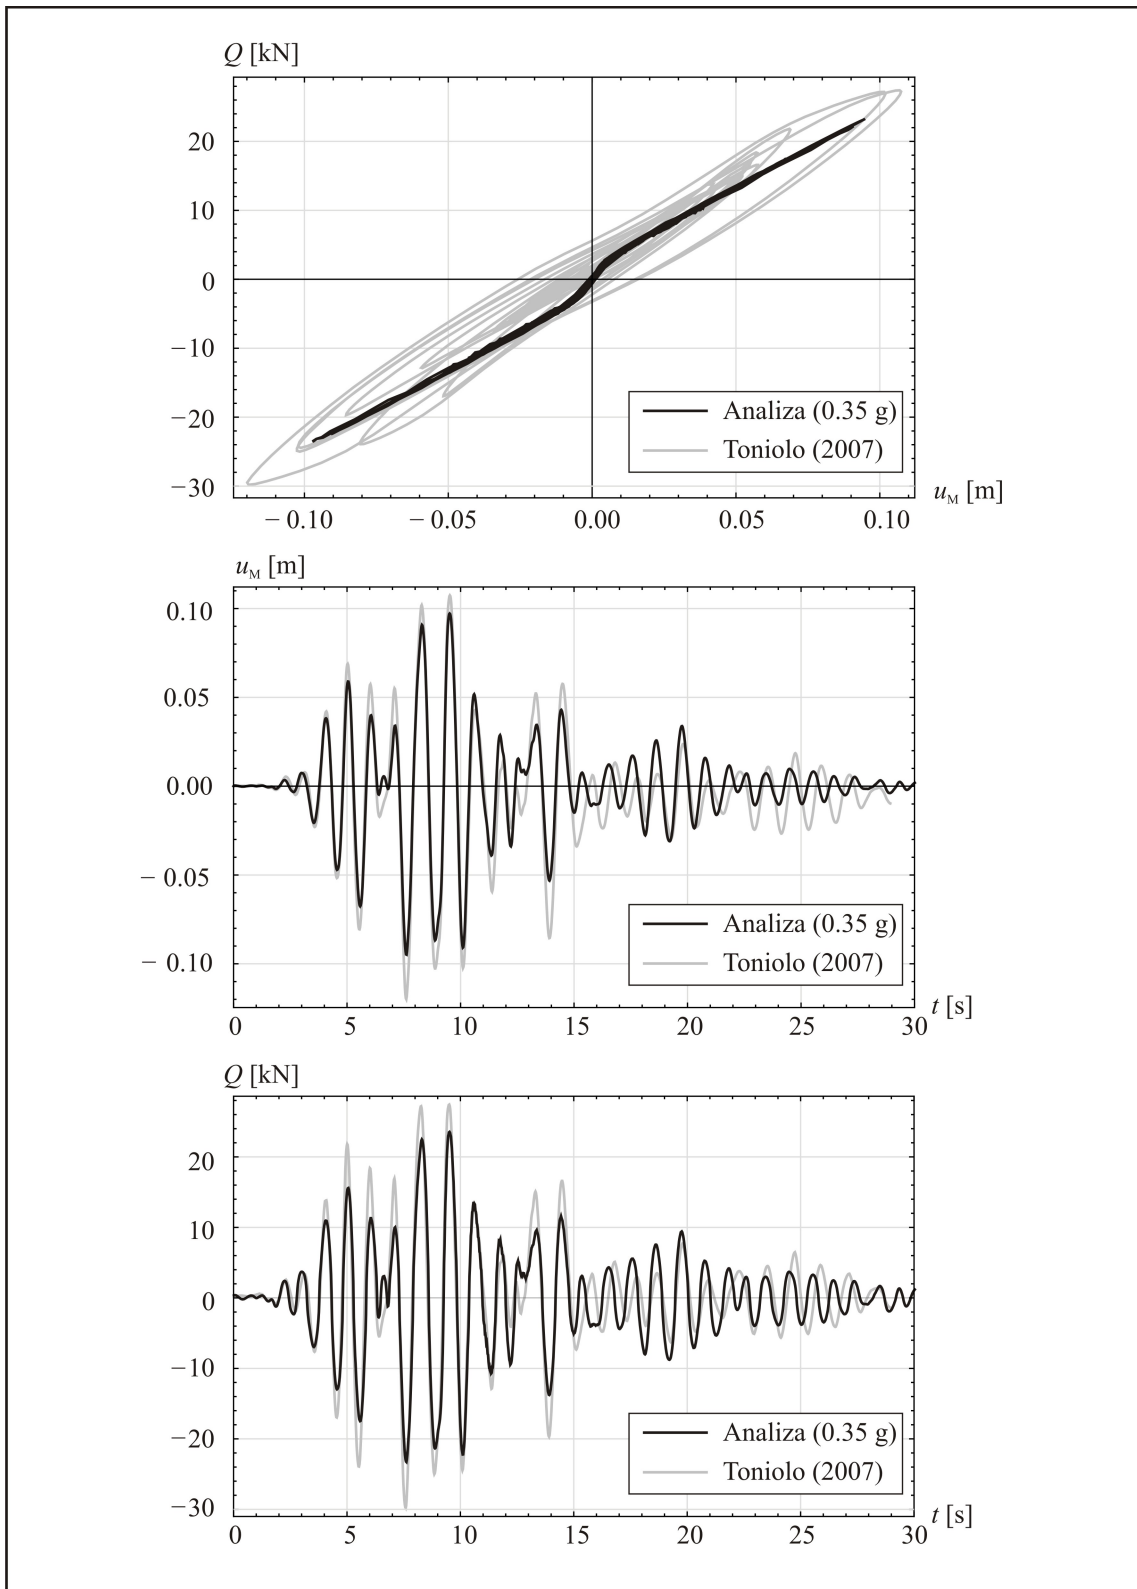 Q [kN]
20
10
0
−10
−20
−30
Analiza (0.35 g)
Toniolo (2007)
− 0.10 − 0.05 0.00 0.05 0.10
u_M [m]
u_M [m]
0.10
0.05
0.00
− 0.05
− 0.10
Analiza (0.35 g)
Toniolo (2007)
0 5 10 15 20 25 30
t [s]
Q [kN]
20
10
0
−10
−20
−30
Analiza (0.35 g)
Toniolo (2007)
0 5 10 15 20 25 30
t [s]